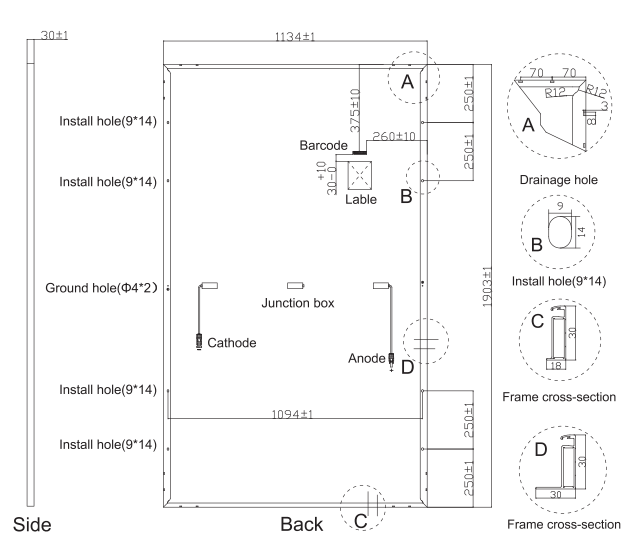 30±1
1134±1
A
375±10
260±10
250±1
250±1
Install hole(9*14)
Barcode
+10
30-0
Install hole(9*14)
Lable
B
Ground hole(Φ4*2)
Junction box
Cathode
Anode
D
1903±1
Install hole(9*14)
1094±1
Install hole(9*14)
250±1
250±1
C
Side
Back
70
70
R12
R12
3
8
A
Drainage hole
9
14
B
Install hole(9*14)
C
30
18
Frame cross-section
D
30
30
Frame cross-section